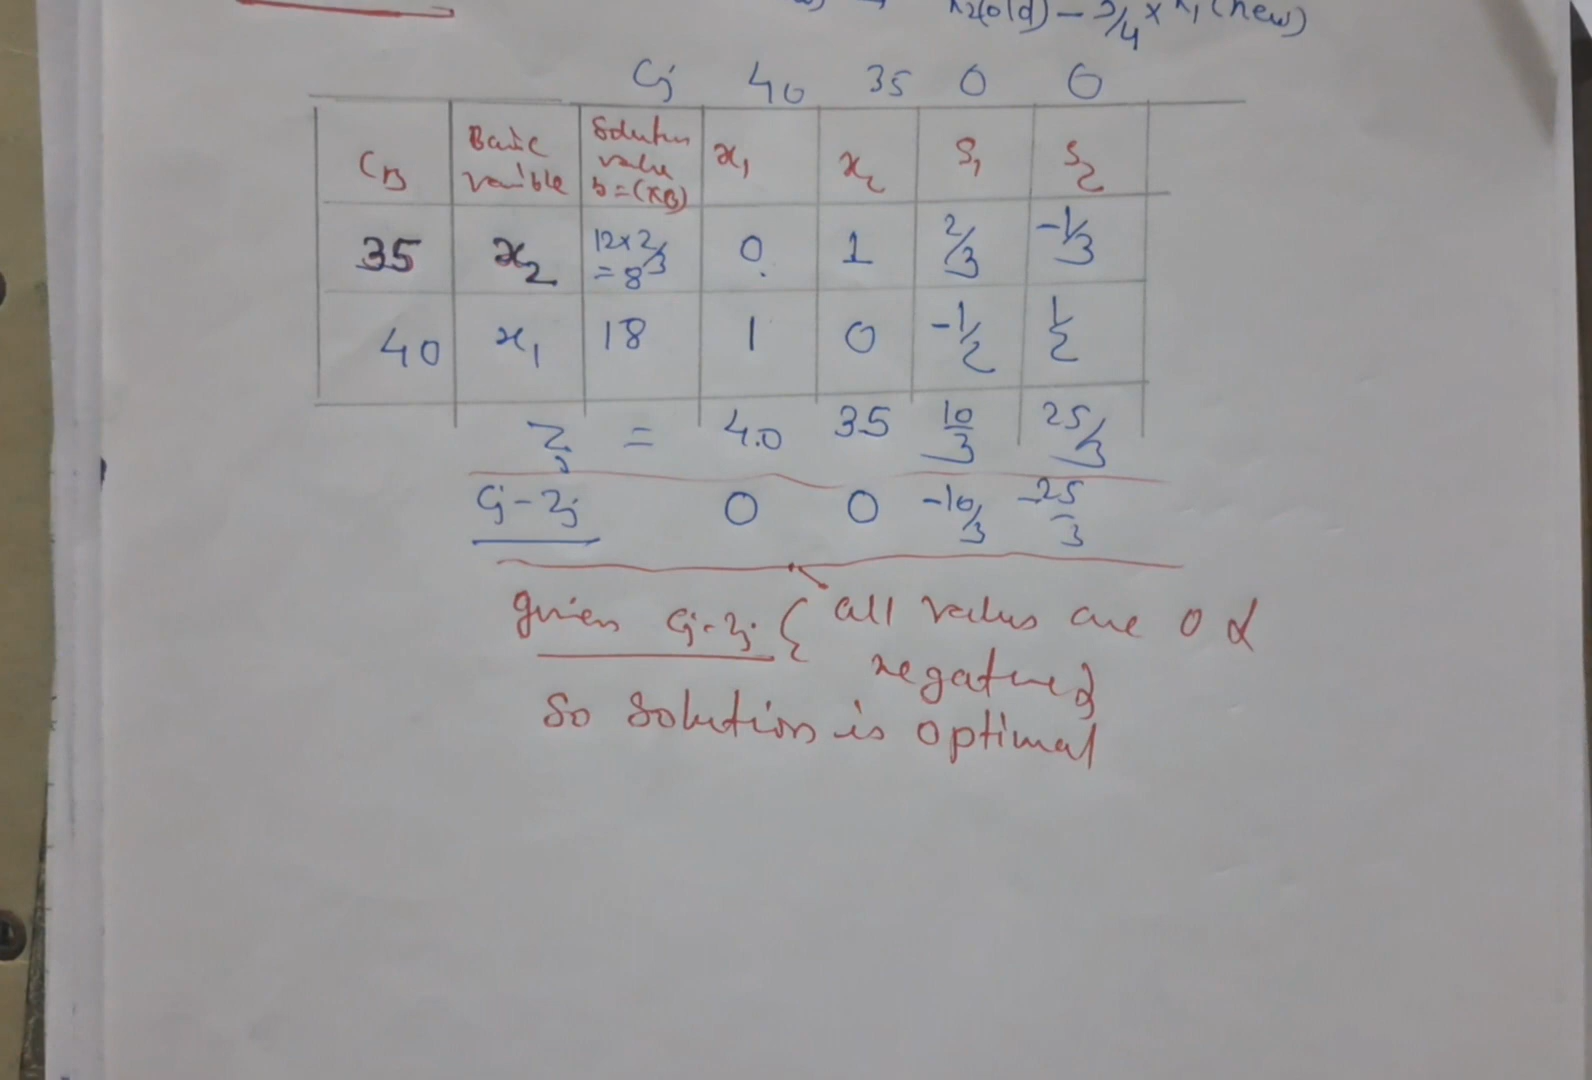 x₂(old) - 3/4 × x₁(new)
Cj 40 35 0 0
CB Basic varible Solution value b=(XB) x₁ x₂ S₁ S₂
35 x₂ 12×2/3 = 8 0 1 2/3 -1/3
40 x₁ 18 1 0 -1/2 1/2
Zj = 40 35 10/3 25/3
Cj-Zj 0 0 -10/3 -25/3
given Cj-Zj { all values are 0 &
negative }
So Solution is optimal